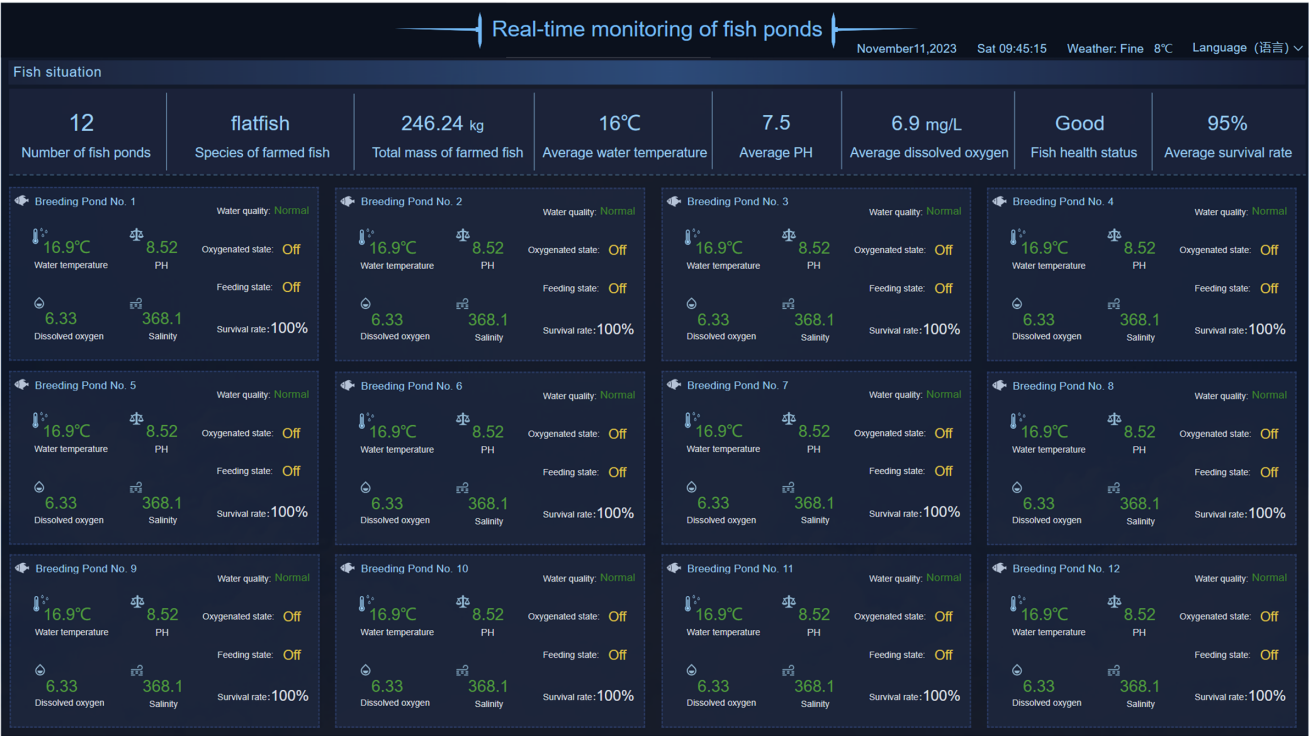 Real-time monitoring of fish ponds
November11,2023 Sat 09:45:15 Weather: Fine 8℃ Language (语言)
Fish situation
12 flatfish 246.24 kg 16℃ 7.5 6.9 mg/L Good 95%
Number of fish ponds Species of farmed fish Total mass of farmed fish Average water temperature Average PH Average dissolved oxygen Fish health status Average survival rate
Breeding Pond No. 1
Water quality: Normal
16.9℃ 8.52 Oxygenated state: Off
Water temperature PH
Feeding state: Off
6.33 368.1
Dissolved oxygen Salinity Survival rate: 100%
Breeding Pond No. 2
Water quality: Normal
16.9℃ 8.52 Oxygenated state: Off
Water temperature PH
Feeding state: Off
6.33 368.1
Dissolved oxygen Salinity Survival rate: 100%
Breeding Pond No. 3
Water quality: Normal
16.9℃ 8.52 Oxygenated state: Off
Water temperature PH
Feeding state: Off
6.33 368.1
Dissolved oxygen Salinity Survival rate: 100%
Breeding Pond No. 4
Water quality: Normal
16.9℃ 8.52 Oxygenated state: Off
Water temperature PH
Feeding state: Off
6.33 368.1
Dissolved oxygen Salinity Survival rate: 100%
Breeding Pond No. 5
Water quality: Normal
16.9℃ 8.52 Oxygenated state: Off
Water temperature PH
Feeding state: Off
6.33 368.1
Dissolved oxygen Salinity Survival rate: 100%
Breeding Pond No. 6
Water quality: Normal
16.9℃ 8.52 Oxygenated state: Off
Water temperature PH
Feeding state: Off
6.33 368.1
Dissolved oxygen Salinity Survival rate: 100%
Breeding Pond No. 7
Water quality: Normal
16.9℃ 8.52 Oxygenated state: Off
Water temperature PH
Feeding state: Off
6.33 368.1
Dissolved oxygen Salinity Survival rate: 100%
Breeding Pond No. 8
Water quality: Normal
16.9℃ 8.52 Oxygenated state: Off
Water temperature PH
Feeding state: Off
6.33 368.1
Dissolved oxygen Salinity Survival rate: 100%
Breeding Pond No. 9
Water quality: Normal
16.9℃ 8.52 Oxygenated state: Off
Water temperature PH
Feeding state: Off
6.33 368.1
Dissolved oxygen Salinity Survival rate: 100%
Breeding Pond No. 10
Water quality: Normal
16.9℃ 8.52 Oxygenated state: Off
Water temperature PH
Feeding state: Off
6.33 368.1
Dissolved oxygen Salinity Survival rate: 100%
Breeding Pond No. 11
Water quality: Normal
16.9℃ 8.52 Oxygenated state: Off
Water temperature PH
Feeding state: Off
6.33 368.1
Dissolved oxygen Salinity Survival rate: 100%
Breeding Pond No. 12
Water quality: Normal
16.9℃ 8.52 Oxygenated state: Off
Water temperature PH
Feeding state: Off
6.33 368.1
Dissolved oxygen Salinity Survival rate: 100%